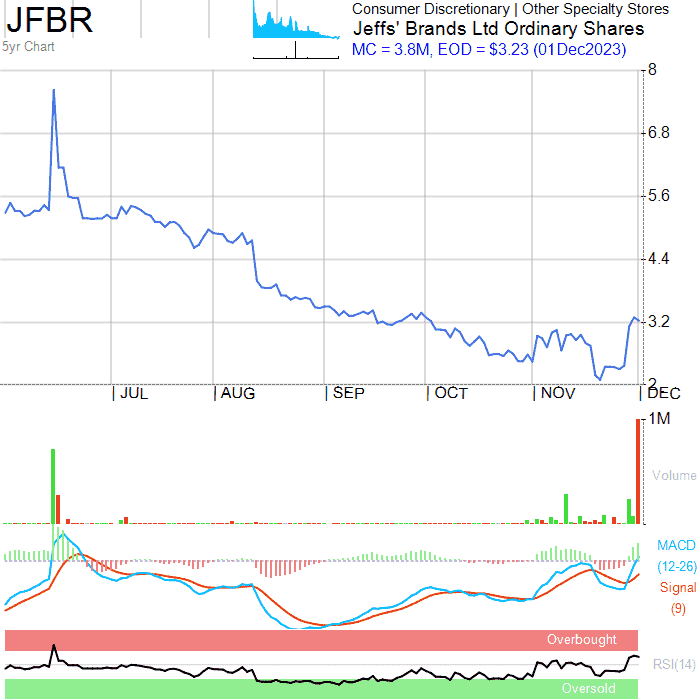 JFBR
5yr Chart
Consumer Discretionary | Other Specialty Stores
Jeffs' Brands Ltd Ordinary Shares
MC = 3.8M, EOD = $3.23 (01Dec2023)
8
6.8
5.6
4.4
3.2
2
JUL AUG SEP OCT NOV DEC
1M
Volume
MACD
(12-26)
Signal
(9)
Overbought
RSI(14)
Oversold